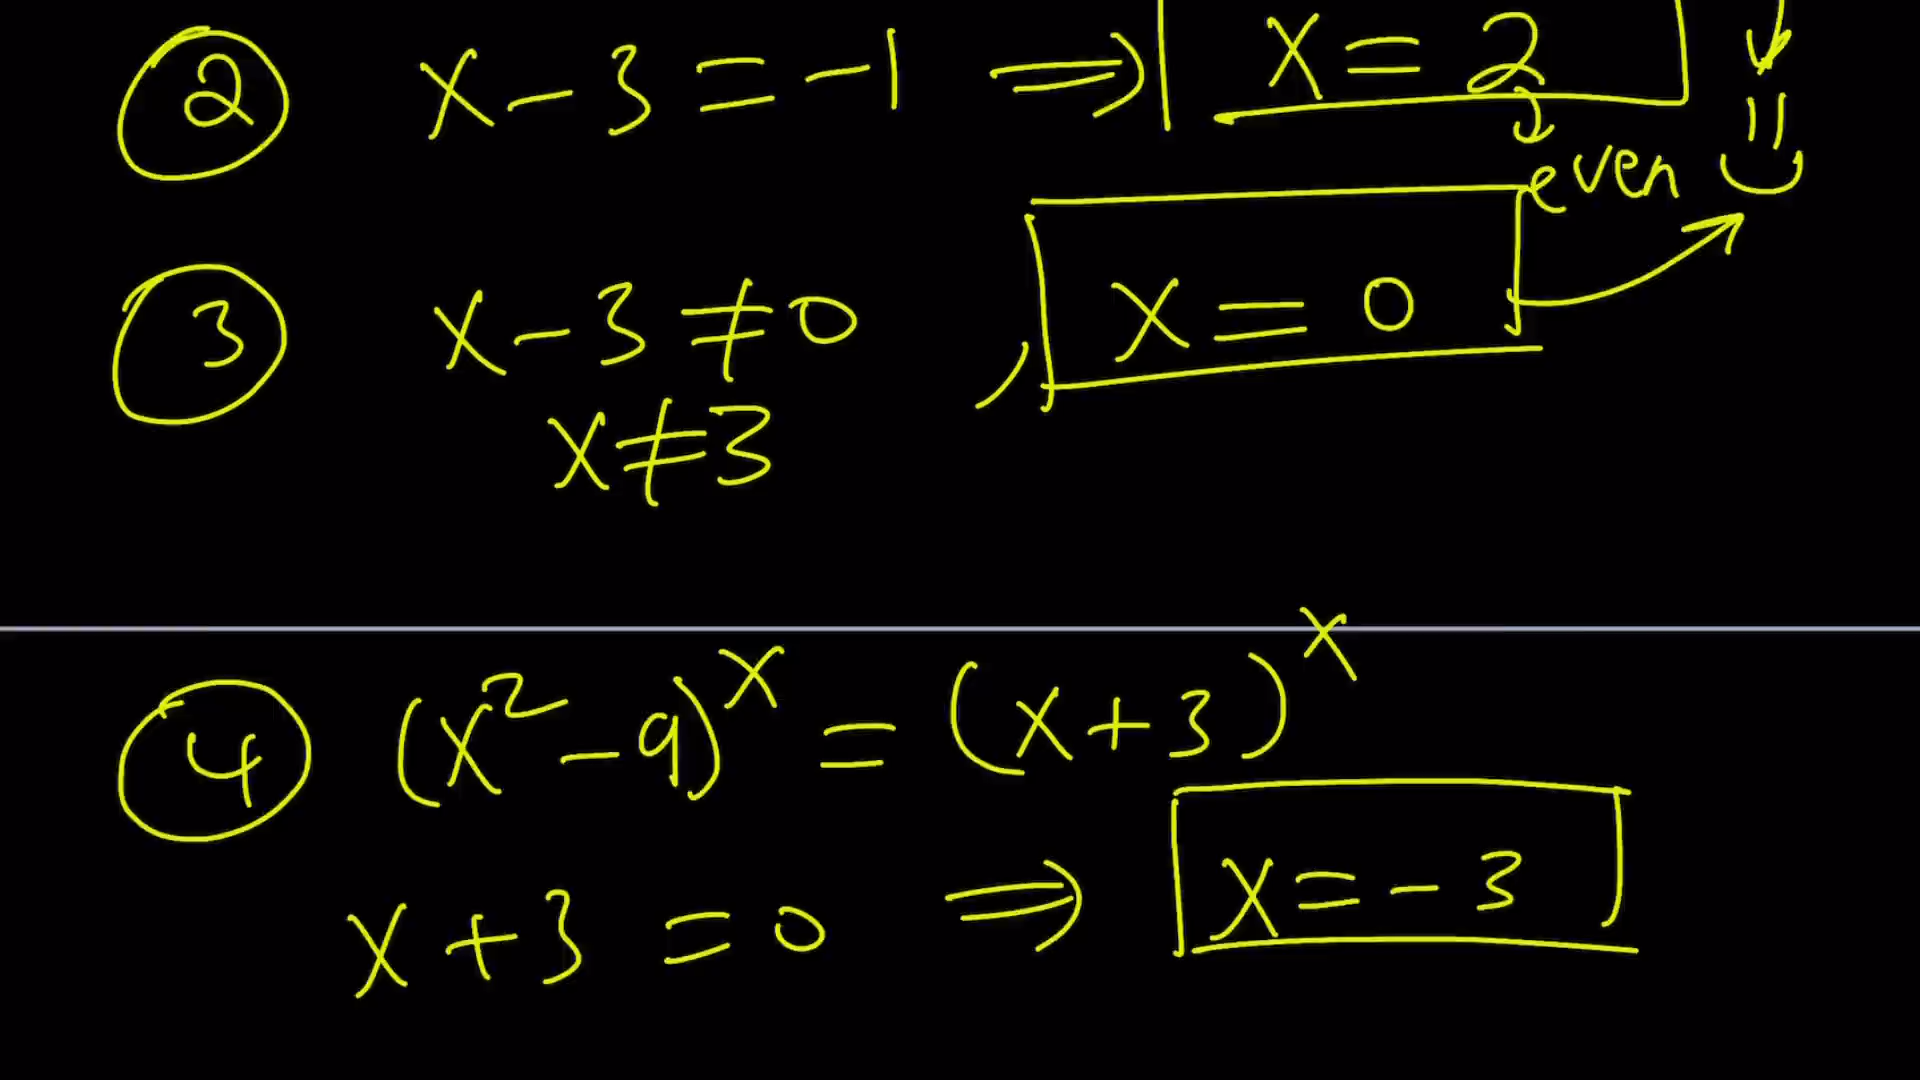 ② x - 3 = -1 ⟹ x = 2
even
③ x - 3 ≠ 0 , x = 0
x ≠ 3
④ (x² - 9)ˣ = (x + 3)ˣ
x + 3 = 0 ⟹ x = -3